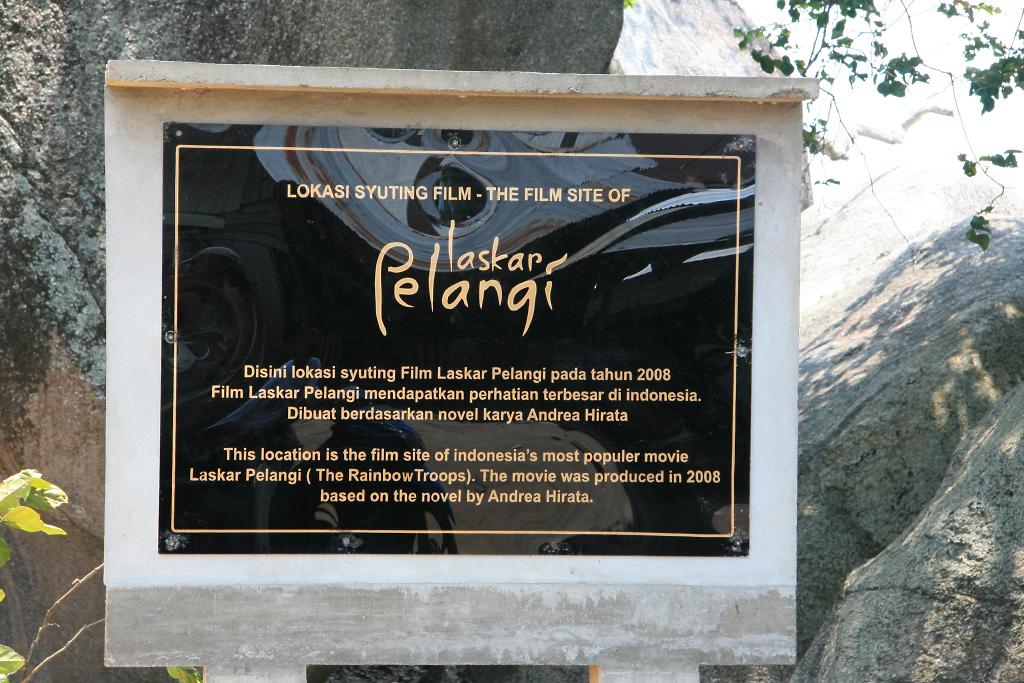 LOKASI SYUTING FILM - THE FILM SITE OF
laskar
Pelangi
Disini lokasi syuting Film Laskar Pelangi pada tahun 2008
Film Laskar Pelangi mendapatkan perhatian terbesar di indonesia.
Dibuat berdasarkan novel karya Andrea Hirata
This location is the film site of indonesia's most populer movie
Laskar Pelangi ( The Rainbow Troops). The movie was produced in 2008
based on the novel by Andrea Hirata.